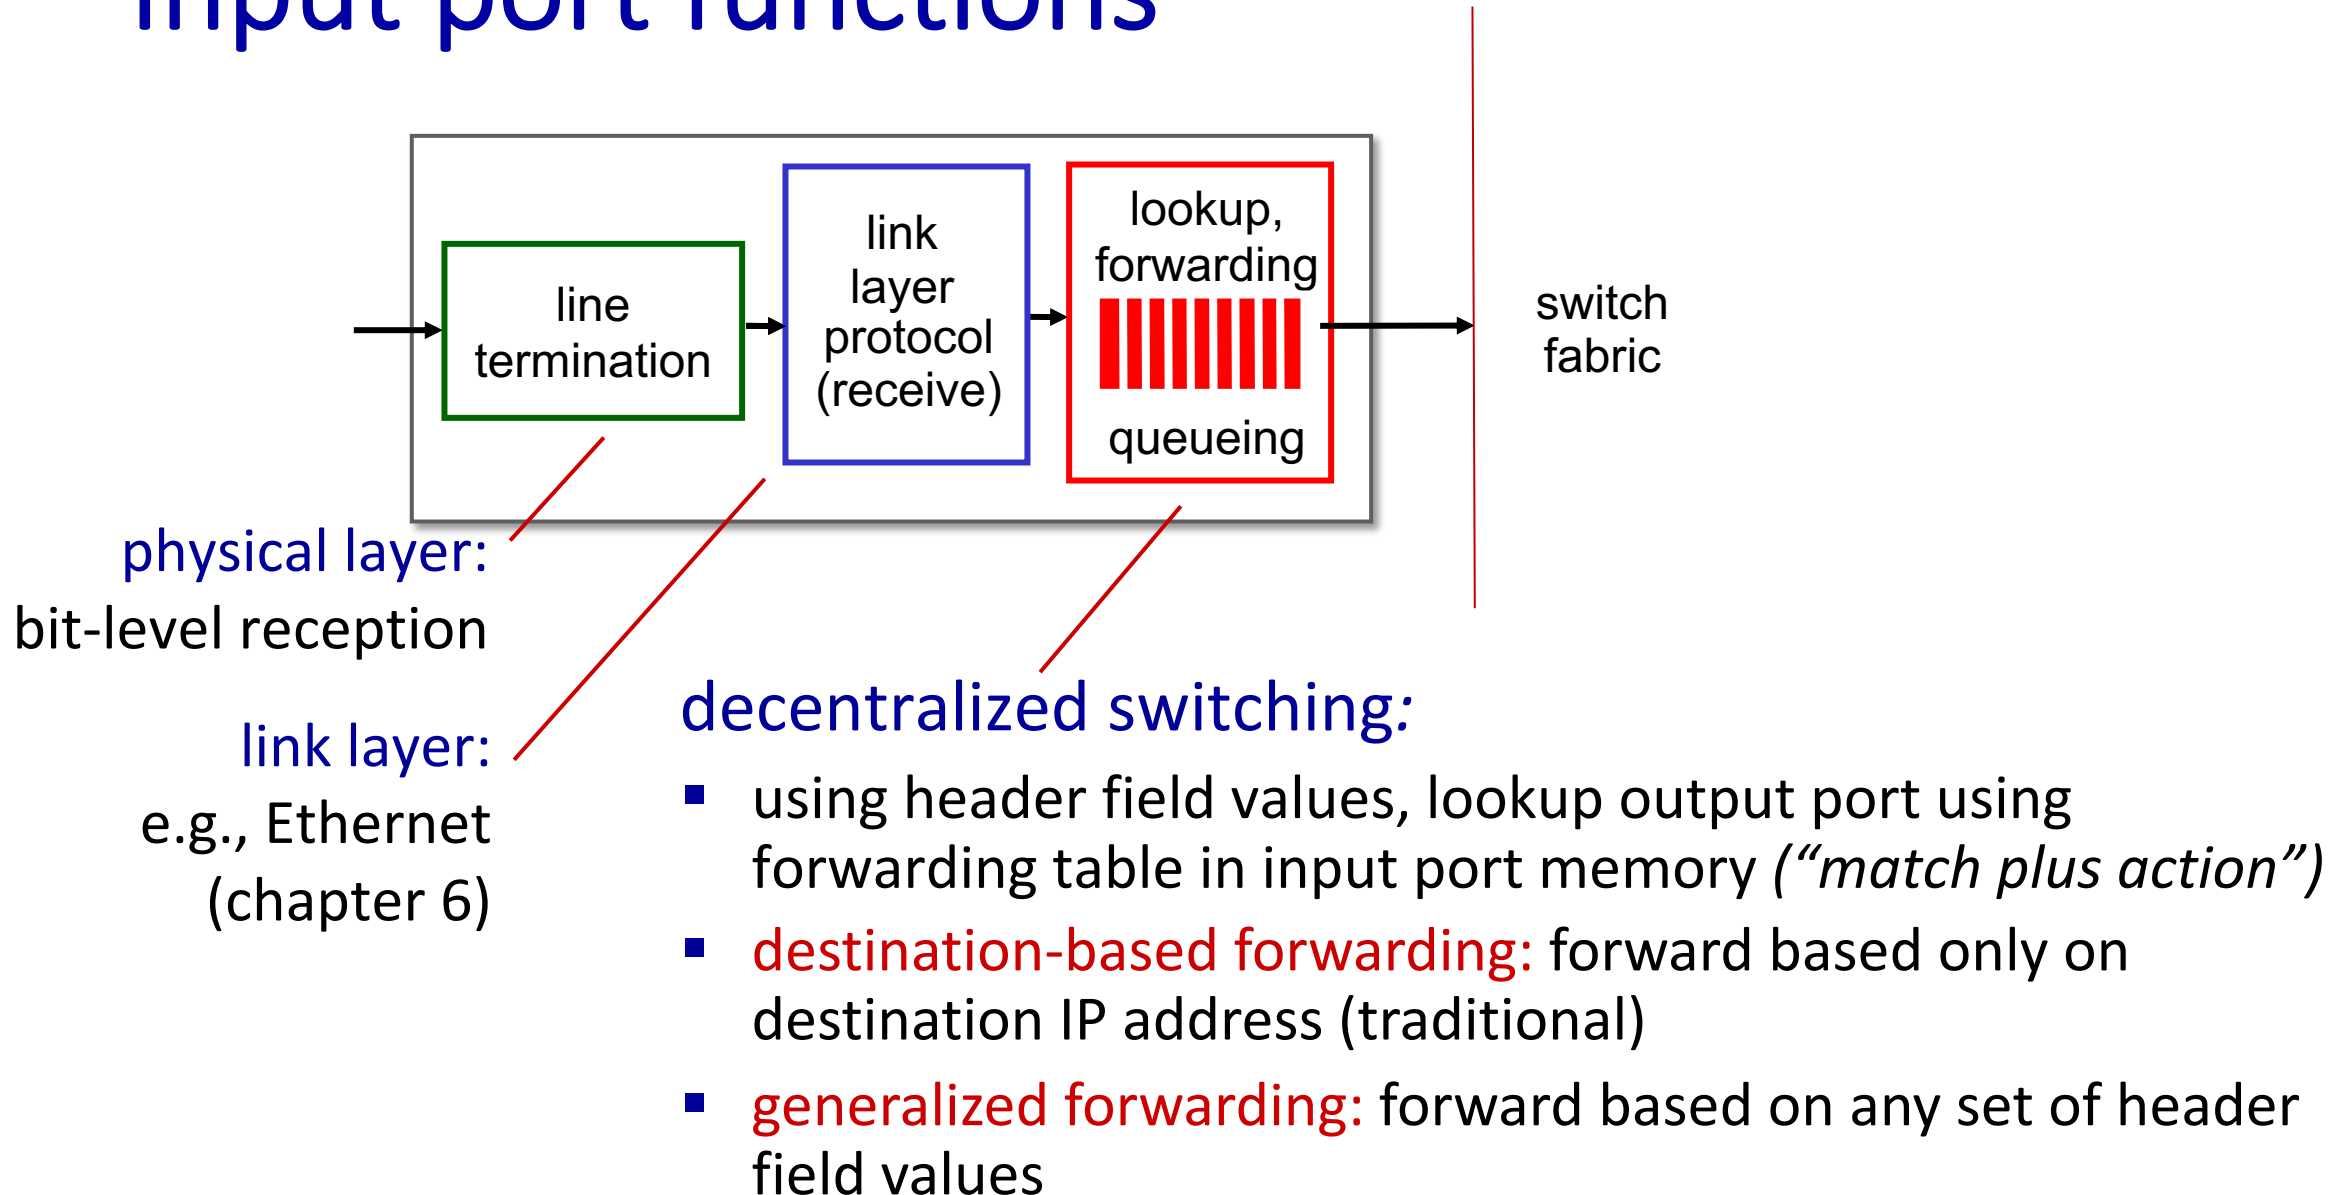 Input port functions
line
termination
link
layer
protocol
(receive)
lookup,
forwarding
queueing
switch
fabric
physical layer:
bit-level reception
link layer:
e.g., Ethernet
(chapter 6)
decentralized switching:
▪ using header field values, lookup output port using
forwarding table in input port memory (“match plus action”)
▪ destination-based forwarding: forward based only on
destination IP address (traditional)
▪ generalized forwarding: forward based on any set of header
field values